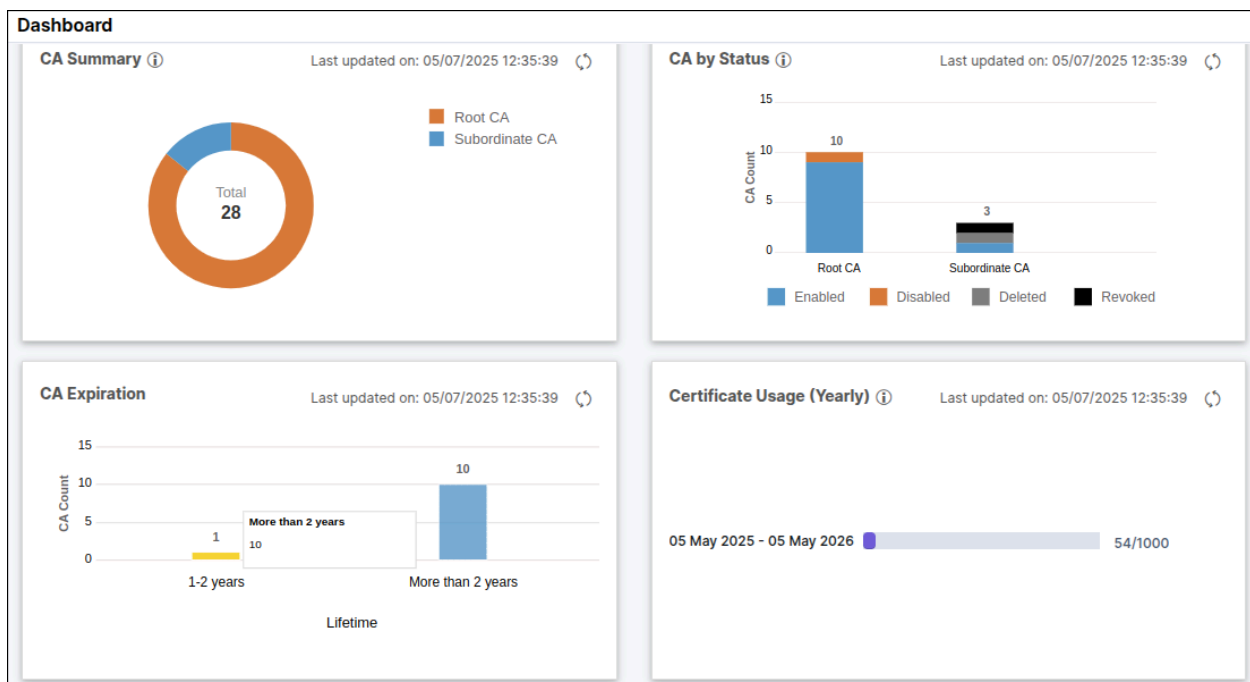 Dashboard
CA Summary
Last updated on: 05/07/2025 12:35:39
Root CA
Subordinate CA
Total
28
CA by Status
Last updated on: 05/07/2025 12:35:39
CA Count
15
10
5
0
10
3
Root CA
Subordinate CA
Enabled
Disabled
Deleted
Revoked
CA Expiration
Last updated on: 05/07/2025 12:35:39
CA Count
15
10
5
0
1
More than 2 years
10
10
1-2 years
More than 2 years
Lifetime
Certificate Usage (Yearly)
Last updated on: 05/07/2025 12:35:39
05 May 2025 - 05 May 2026
54/1000